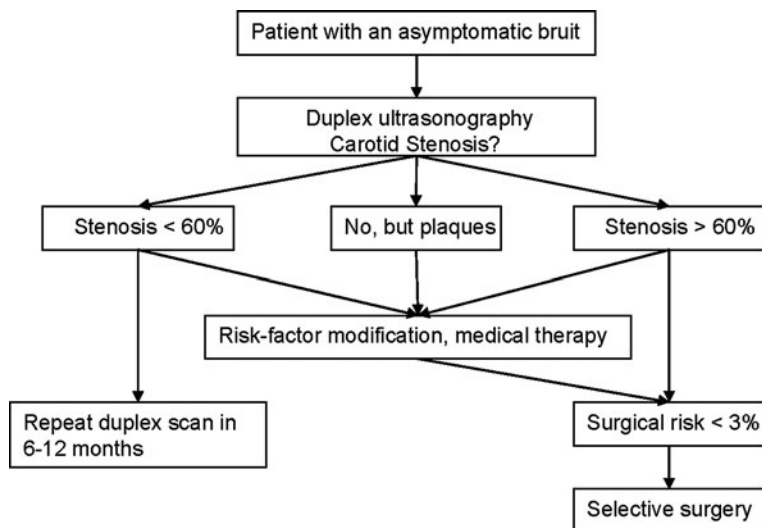 Patient with an asymptomatic bruit
Duplex ultrasonography
Carotid Stenosis?
Stenosis < 60%
No, but plaques
Stenosis > 60%
Risk-factor modification, medical therapy
Repeat duplex scan in
6-12 months
Surgical risk < 3%
Selective surgery